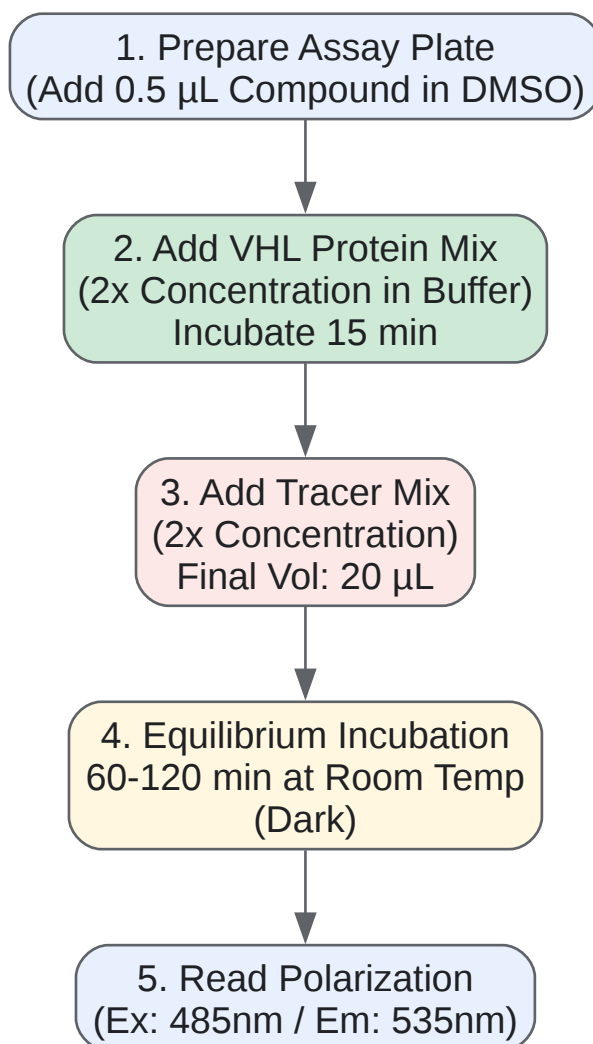 1. Prepare Assay Plate
(Add 0.5 µL Compound in DMSO)
2. Add VHL Protein Mix
(2x Concentration in Buffer)
Incubate 15 min
3. Add Tracer Mix
(2x Concentration)
Final Vol: 20 µL
4. Equilibrium Incubation
60-120 min at Room Temp
(Dark)
5. Read Polarization
(Ex: 485nm / Em: 535nm)